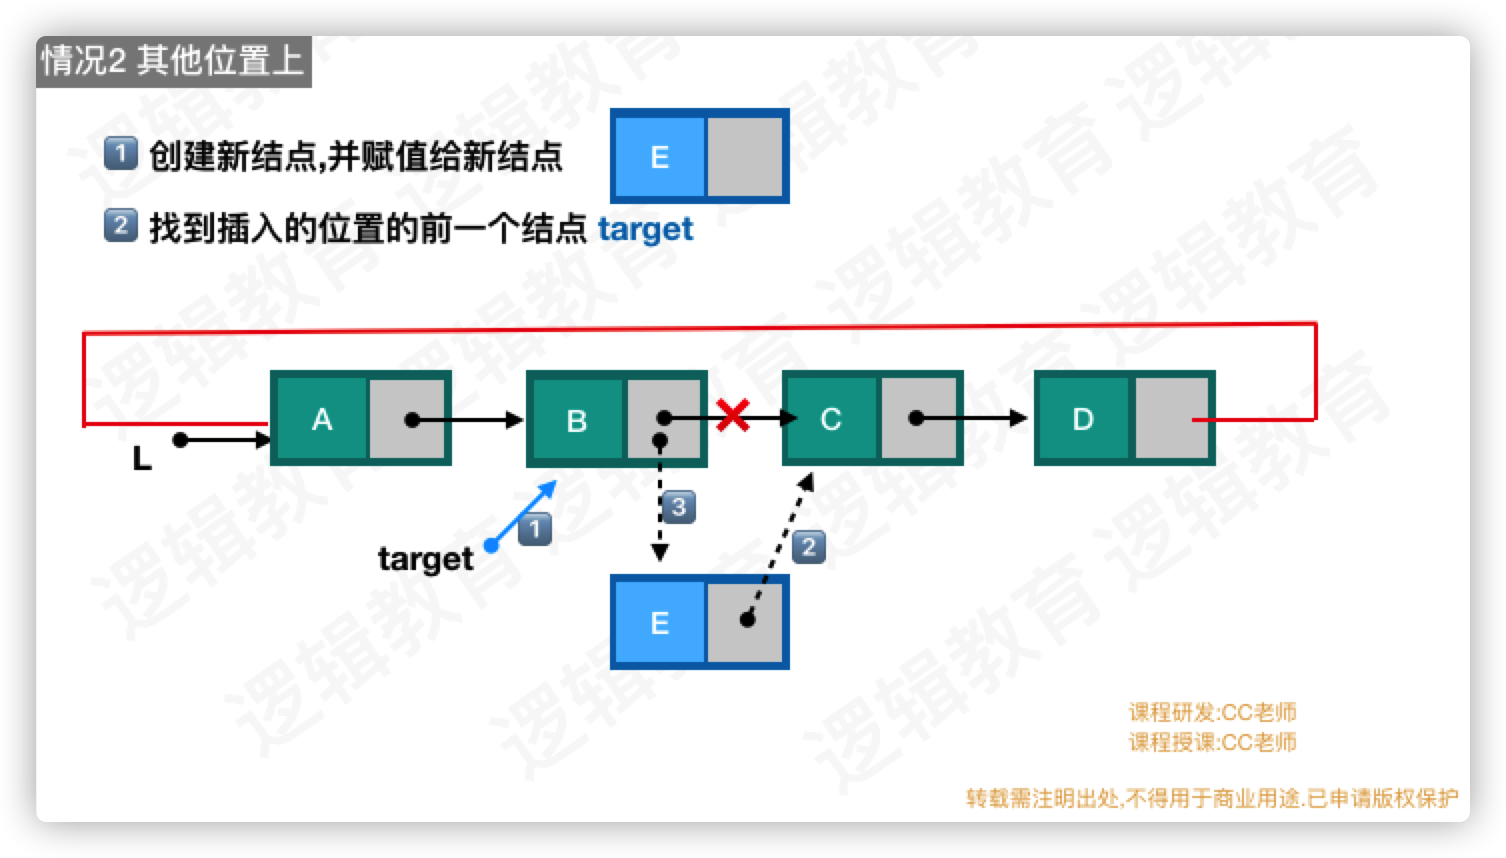 情况2 其他位置上
1 创建新结点,并赋值给新结点
E
2 找到插入的位置的前一个结点 target
A
B
C
D
L
target
1
3
2
E
课程研发:CC老师
课程授课:CC老师
转载需注明出处,不得用于商业用途.已申请版权保护
逻辑教育